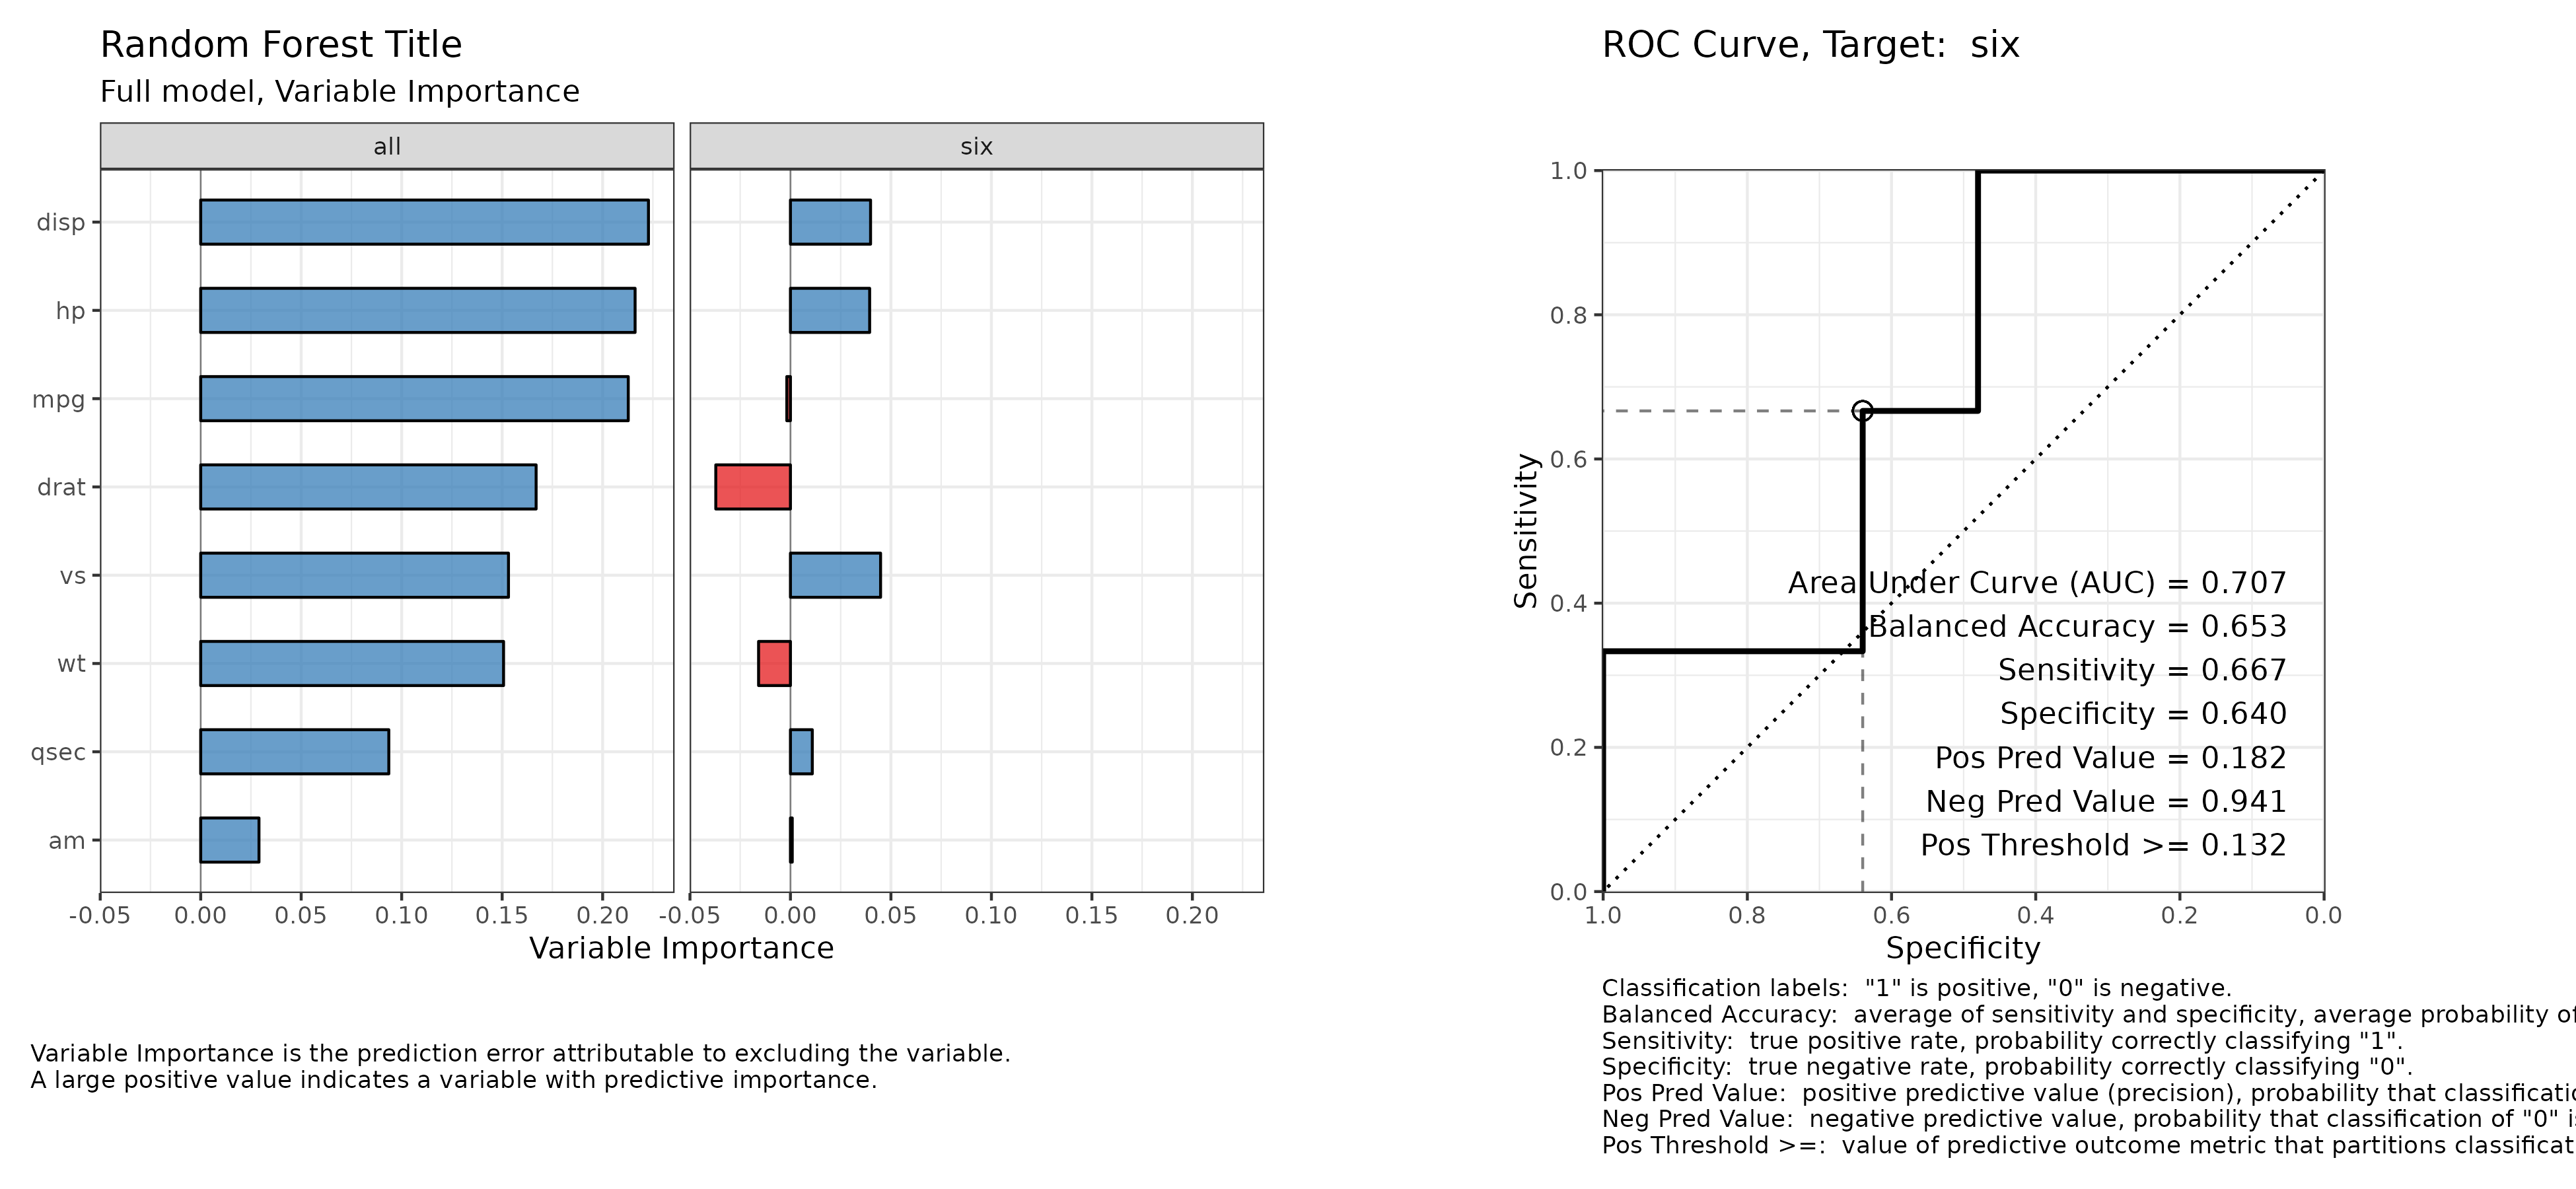 Random Forest Title
Full model, Variable Importance
all
six
disp
hp
mpg
drat
vs
wt
qsec
am
-0.05 0.00 0.05 0.10 0.15 0.20
-0.05 0.00 0.05 0.10 0.15 0.20
Variable Importance
Variable Importance is the prediction error attributable to excluding the variable.
A large positive value indicates a variable with predictive importance.
ROC Curve, Target:  six
Sensitivity
1.0
0.8
0.6
0.4
0.2
0.0
Area Under Curve (AUC) = 0.707
Balanced Accuracy = 0.653
Sensitivity = 0.667
Specificity = 0.640
Pos Pred Value = 0.182
Neg Pred Value = 0.941
Pos Threshold >= 0.132
1.0 0.8 0.6 0.4 0.2 0.0
Specificity
Classification labels:  "1" is positive, "0" is negative.
Balanced Accuracy:  average of sensitivity and specificity, average probability
Sensitivity:  true positive rate, probability correctly classifying "1".
Specificity:  true negative rate, probability correctly classifying "0".
Pos Pred Value:  positive predictive value (precision), probability that
Neg Pred Value:  negative predictive value, probability that classification of "0"
Pos Threshold >=:  value of predictive outcome metric that partitions